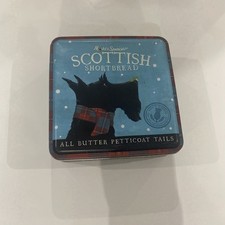 SCOTTISH
SHORTBREAD
ALL BUTTER PETTICOAT TAILS